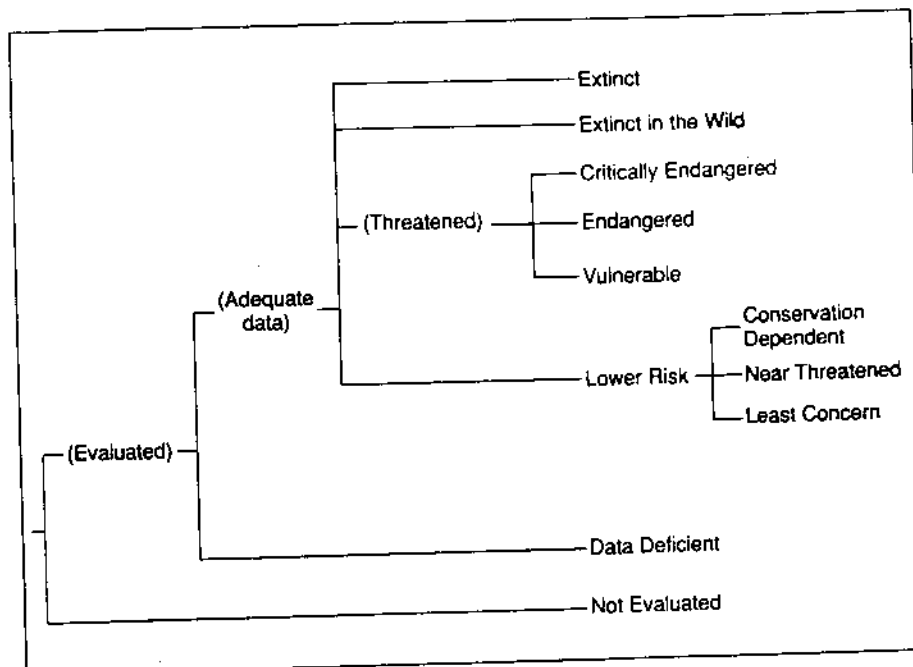 Extinct
Extinct in the Wild
Critically Endangered
(Threatened)
Endangered
Vulnerable
(Adequate
data)
Conservation
Dependent
Lower Risk
Near Threatened
Least Concern
(Evaluated)
Data Deficient
Not Evaluated